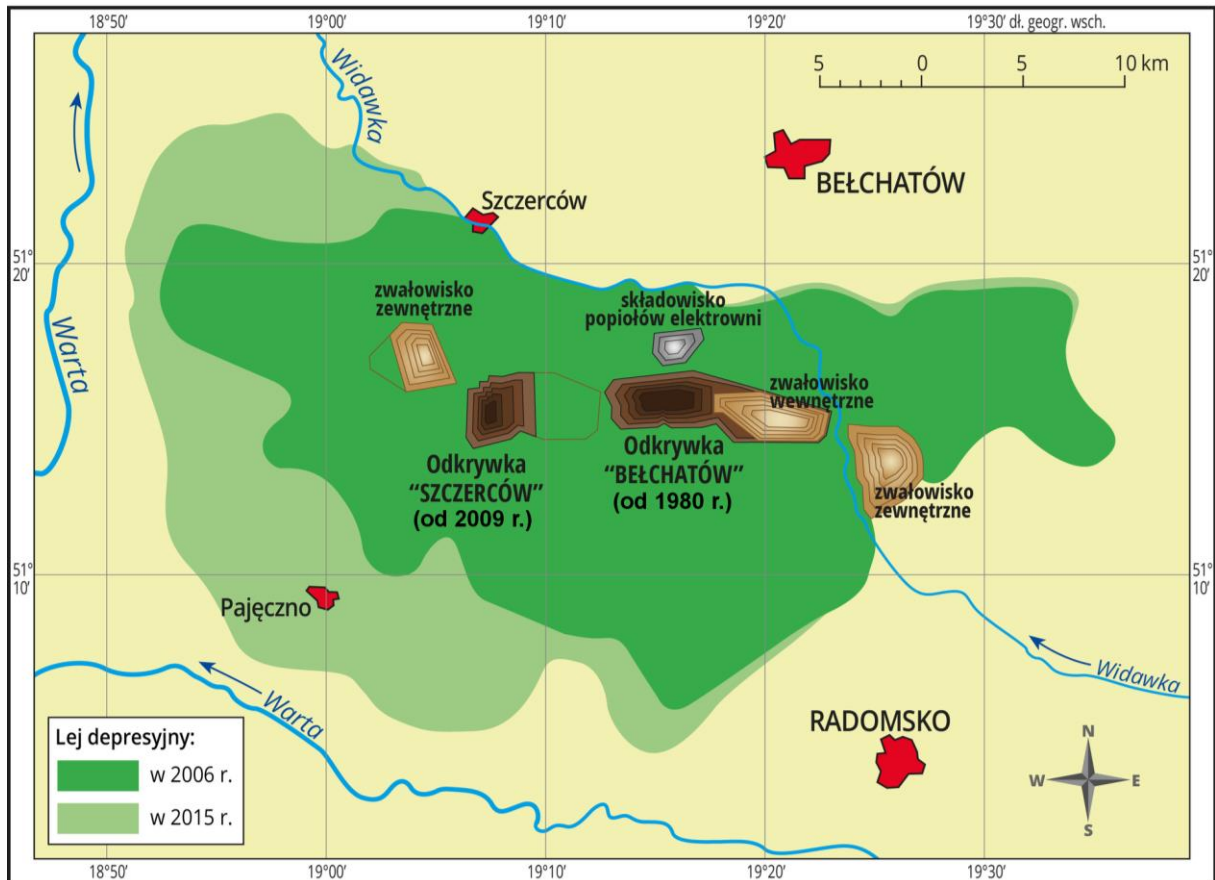 18°50'
19°00'
19°10'
19°20'
19°30' dł. geogr. wsch.
5 0 5 10 km
Widawka
Warta
BEŁCHATÓW
Szczerców
51°
20'
51°
20'
zwałowisko
zewnętrzne
składowisko
popiołów elektrowni
zwałowisko
wewnętrzne
Odkrywka
“SZCZERCÓW”
(od 2009 r.)
Odkrywka
“BEŁCHATÓW”
(od 1980 r.)
zwałowisko
zewnętrzne
51°
10'
51°
10'
Pajęczno
Widawka
Warta
RADOMSKO
Lej depresyjny:
w 2006 r.
w 2015 r.
N
W E
S
18°50'
19°00'
19°10'
19°20'
19°30'